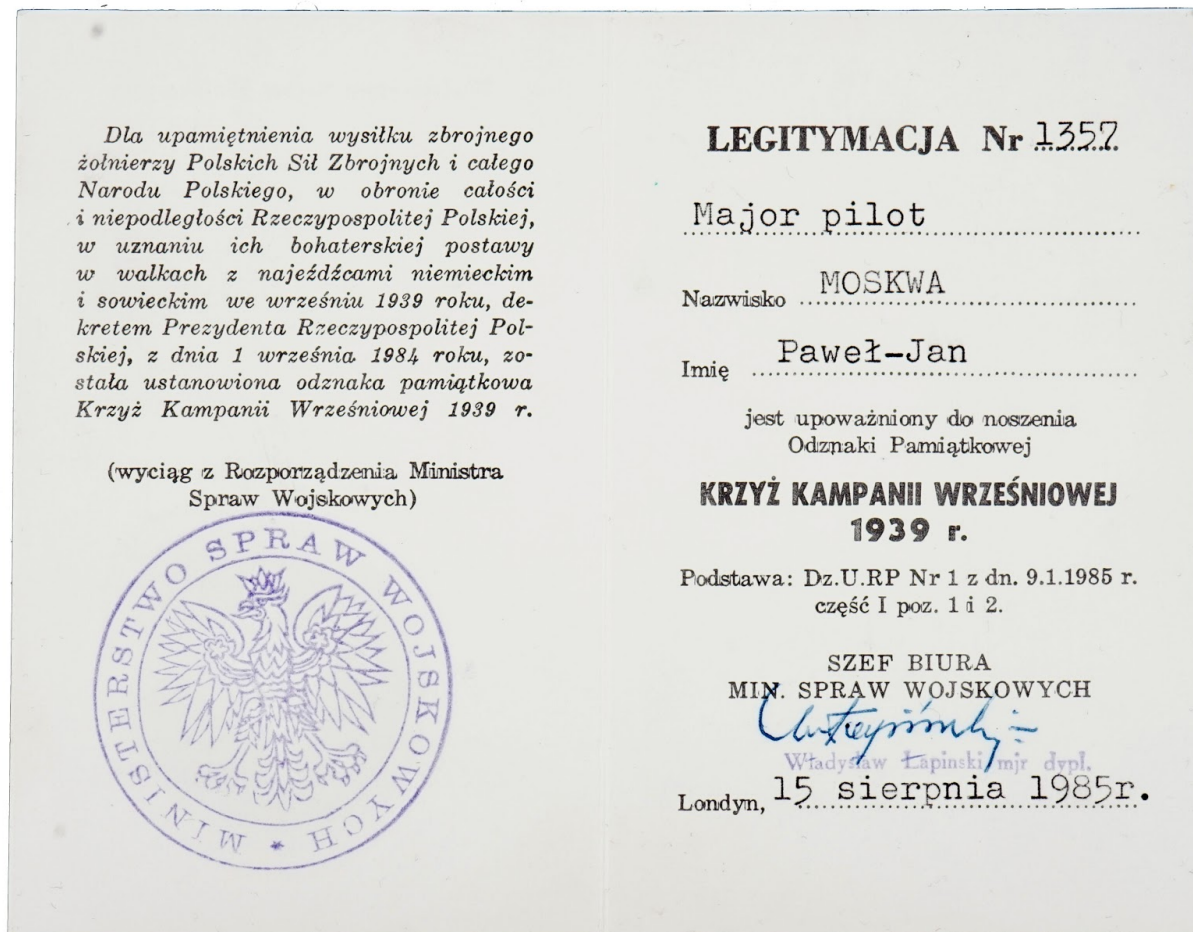 Dla upamiętnienia wysiłku zbrojnego
żołnierzy Polskich Sił Zbrojnych i całego
Narodu Polskiego, w obronie całości
i niepodległości Rzeczypospolitej Polskiej,
w uznaniu ich bohaterskiej postawy
w walkach z najeźdźcami niemieckim
i sowieckim we wrześniu 1939 roku, de-
kretem Prezydenta Rzeczypospolitej Pol-
skiej, z dnia 1 września 1984 roku, zo-
stała ustanowiona odznaka pamiątkowa
Krzyż Kampanii Wrześniowej 1939 r.
(wyciąg z Rozporządzenia Ministra
Spraw Wojskowych)
MINISTERSTWO SPRAW WOJSKOWYCH *
LEGITYMACJA Nr 1357
Major pilot
Nazwisko MOSKWA
Imię Paweł-Jan
jest upoważniony do noszenia
Odznaki Pamiątkowej
KRZYŻ KAMPANII WRZEŚNIOWEJ
1939 r.
Podstawa: Dz.U.RP Nr 1 z dn. 9.1.1985 r.
część I poz. 1 i 2.
SZEF BIURA
MIN. SPRAW WOJSKOWYCH
Władysław Łapinski mjr dypl.
Londyn, 15 sierpnia 1985r.